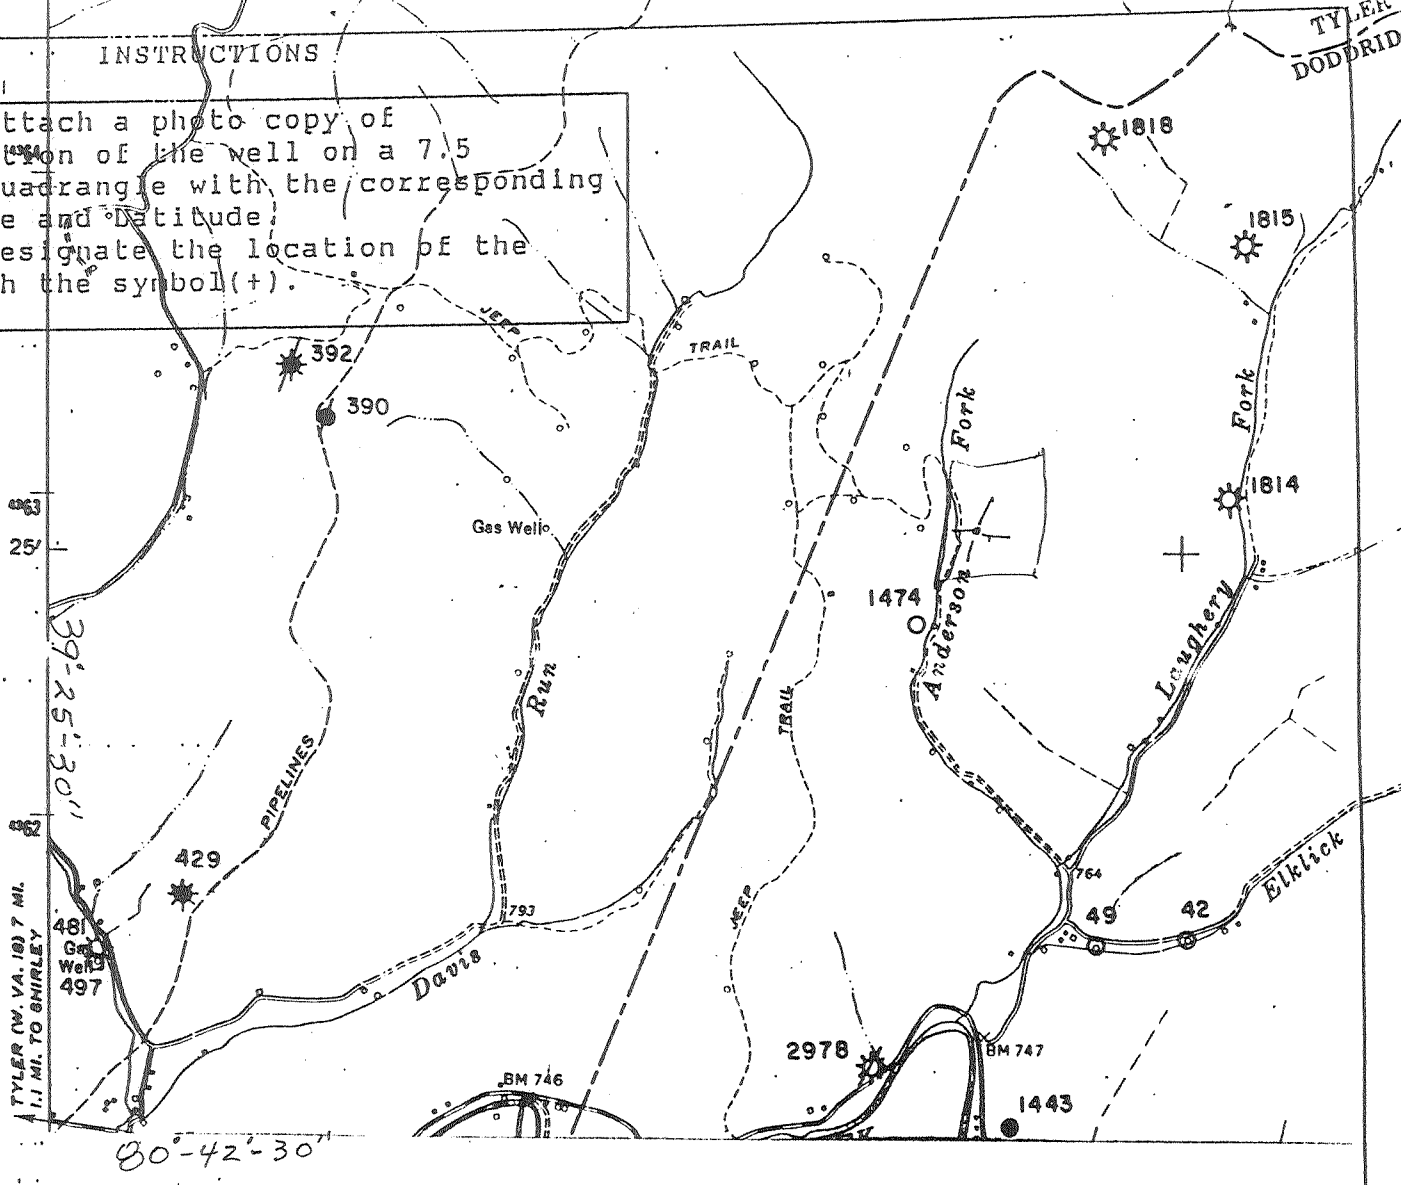 INSTRUCTIONS
ttach a photo copy of
tion of the well on a 7.5
uadrangle with the corresponding
e and Latitude.
esignate the location of the
h the symbol(+).
TYLER
DODDRID
1818
1815
JEEP
TRAIL
392
390
Fork
Fork
4363
Gas Well
1814
25'
1474
Anderson
Laughery
39°-25'-30"
Run
TRAIL
PIPELINES
4362
429
764
Elklick
49
42
793
JEEP
481
Gas
Well
497
Davis
TYLER (W. VA. 18) 7 MI.
1.1 MI. TO SHIRLEY
2978
BM 747
BM 746
1443
80°-42'-30"